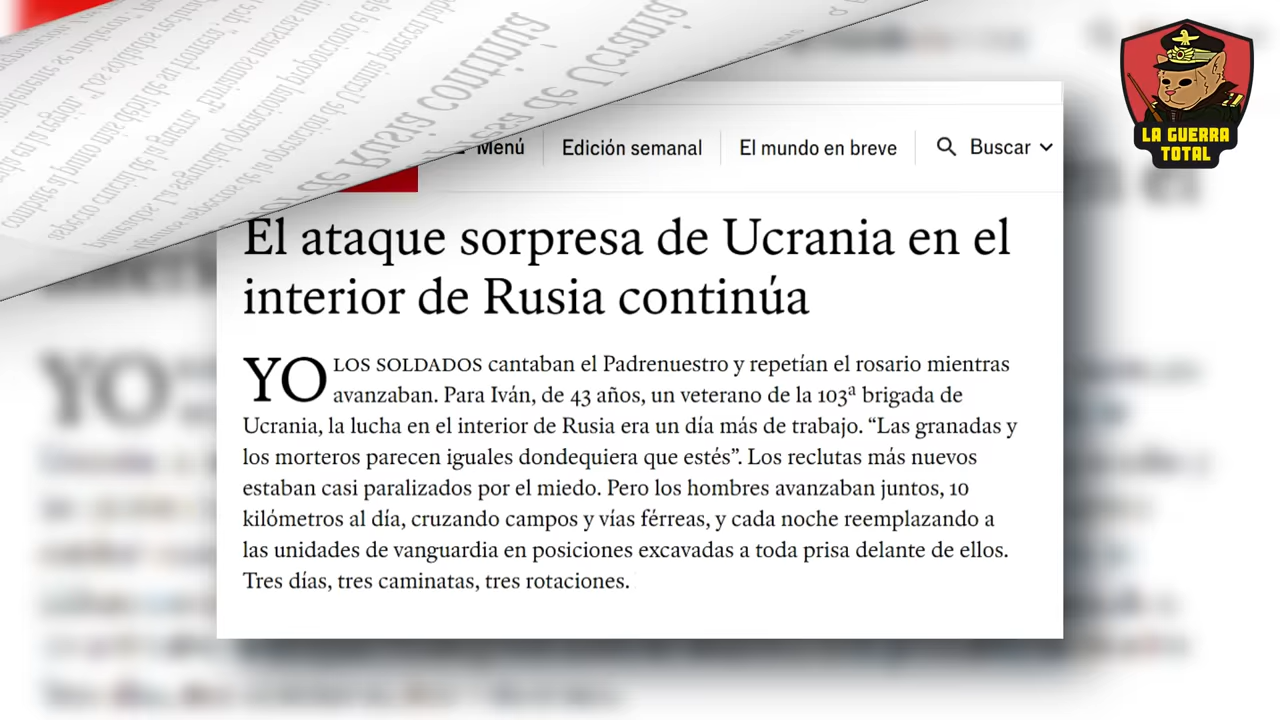 Menú
Edición semanal
El mundo en breve
Buscar
LA GUERRA
TOTAL
El ataque sorpresa de Ucrania en el
interior de Rusia continúa
YO LOS SOLDADOS cantaban el Padrenuestro y repetían el rosario mientras
avanzaban. Para Iván, de 43 años, un veterano de la 103ª brigada de
Ucrania, la lucha en el interior de Rusia era un día más de trabajo. “Las granadas y
los morteros parecen iguales dondequiera que estés”. Los reclutas más nuevos
estaban casi paralizados por el miedo. Pero los hombres avanzaban juntos, 10
kilómetros al día, cruzando campos y vías férreas, y cada noche reemplazando a
las unidades de vanguardia en posiciones excavadas a toda prisa delante de ellos.
Tres días, tres caminatas, tres rotaciones.